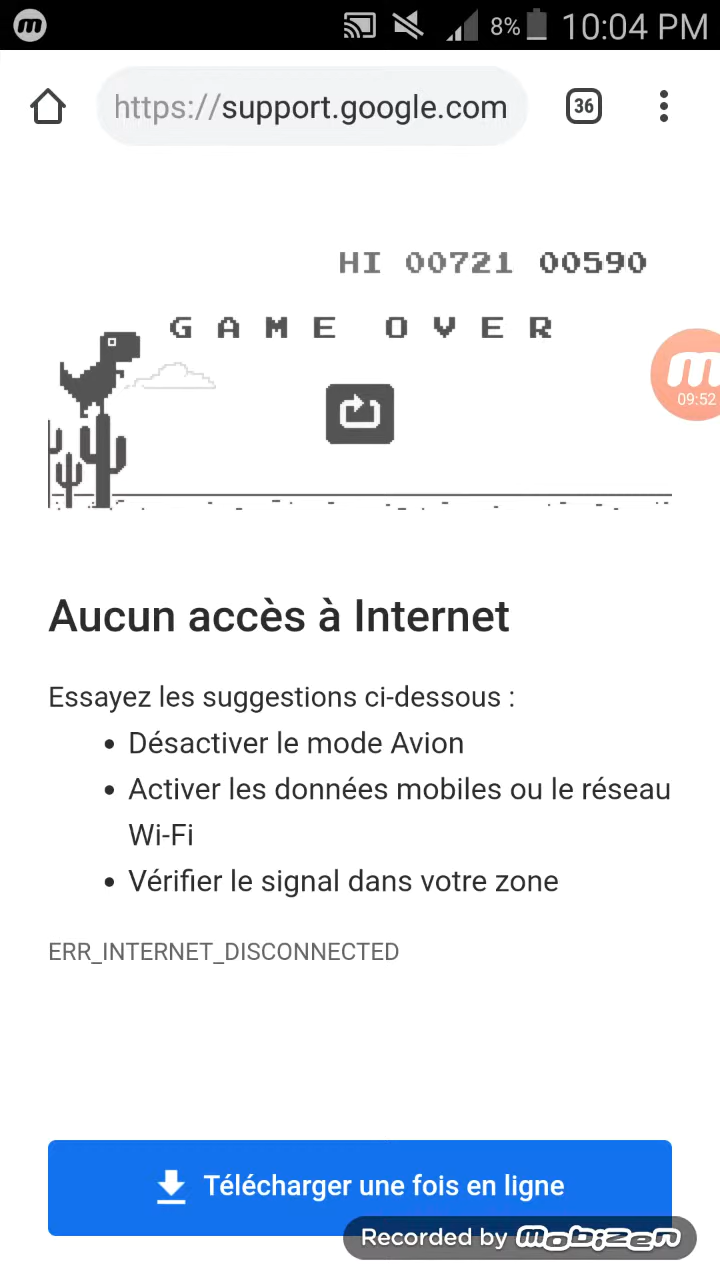 m 8% 10:04 PM
https://support.google.com 36
HI 00721 00590
GAME OVER
m
09:52
Aucun accès à Internet
Essayez les suggestions ci-dessous :
• Désactiver le mode Avion
• Activer les données mobiles ou le réseau
Wi-Fi
• Vérifier le signal dans votre zone
ERR_INTERNET_DISCONNECTED
Télécharger une fois en ligne
Recorded by mobizen